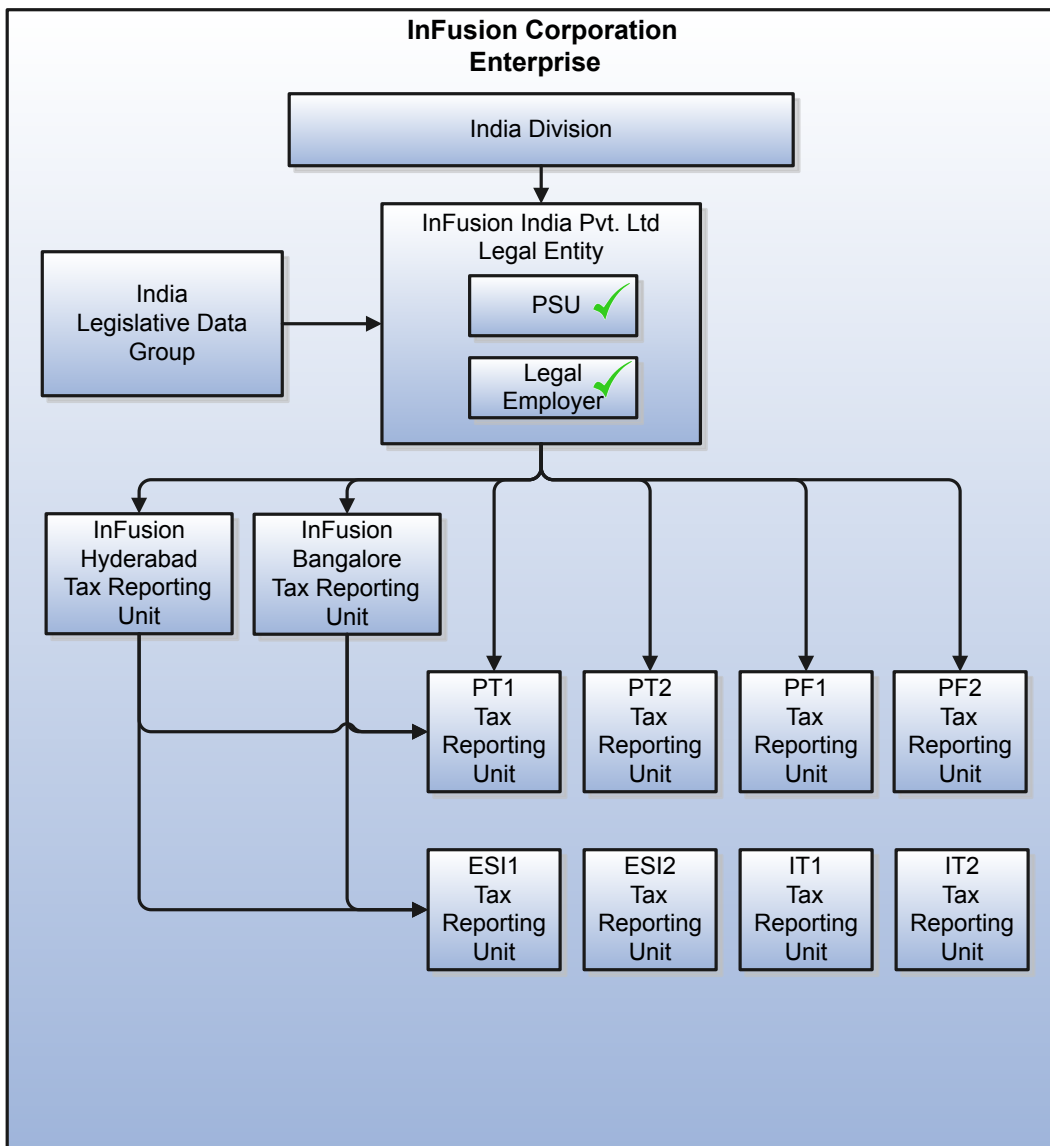 InFusion Corporation
Enterprise
India Division
InFusion India Pvt. Ltd
Legal Entity
PSU
Legal
Employer
India
Legislative Data
Group
InFusion
Hyderabad
Tax Reporting
Unit
InFusion
Bangalore
Tax Reporting
Unit
PT1
Tax
Reporting
Unit
PT2
Tax
Reporting
Unit
PF1
Tax
Reporting
Unit
PF2
Tax
Reporting
Unit
ESI1
Tax
Reporting
Unit
ESI2
Tax
Reporting
Unit
IT1
Tax
Reporting
Unit
IT2
Tax
Reporting
Unit